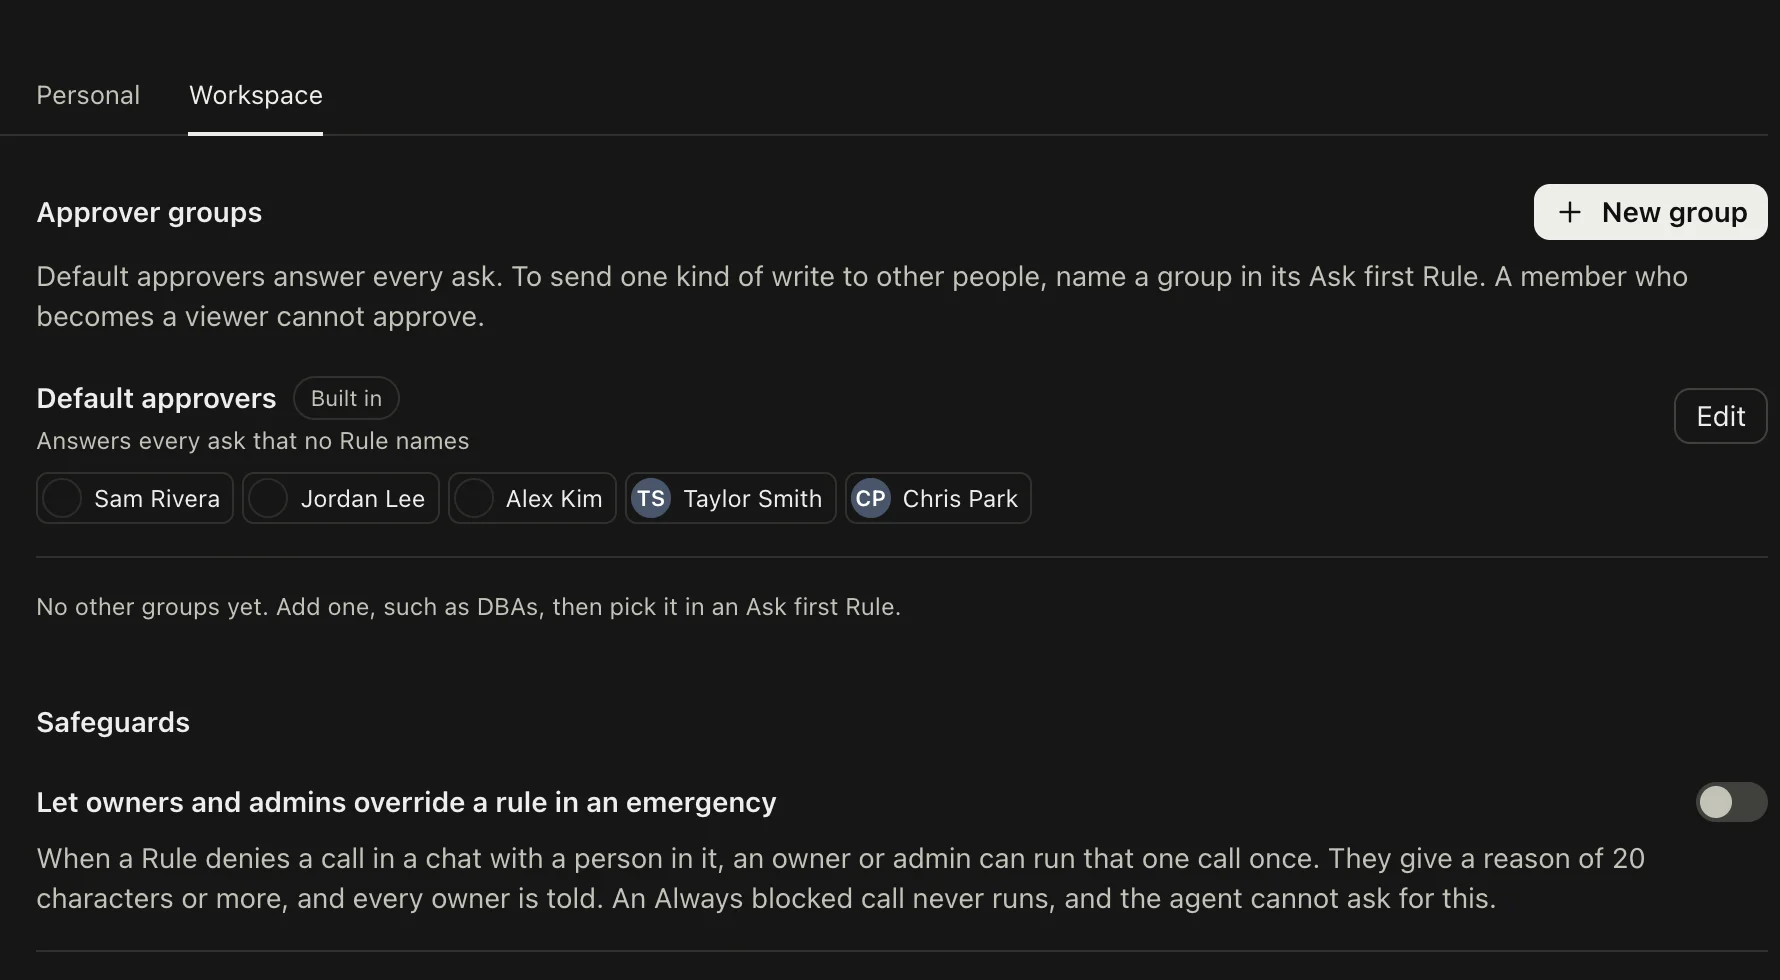 Personal
Workspace
Approver groups
+ New group
Default approvers answer every ask. To send one kind of write to other people, name a group in its Ask first Rule. A member who
becomes a viewer cannot approve.
Default approvers
Built in
Edit
Answers every ask that no Rule names
Sam Rivera
Jordan Lee
Alex Kim
TS Taylor Smith
CP Chris Park
No other groups yet. Add one, such as DBAs, then pick it in an Ask first Rule.
Safeguards
Let owners and admins override a rule in an emergency
When a Rule denies a call in a chat with a person in it, an owner or admin can run that one call once. They give a reason of 20
characters or more, and every owner is told. An Always blocked call never runs, and the agent cannot ask for this.